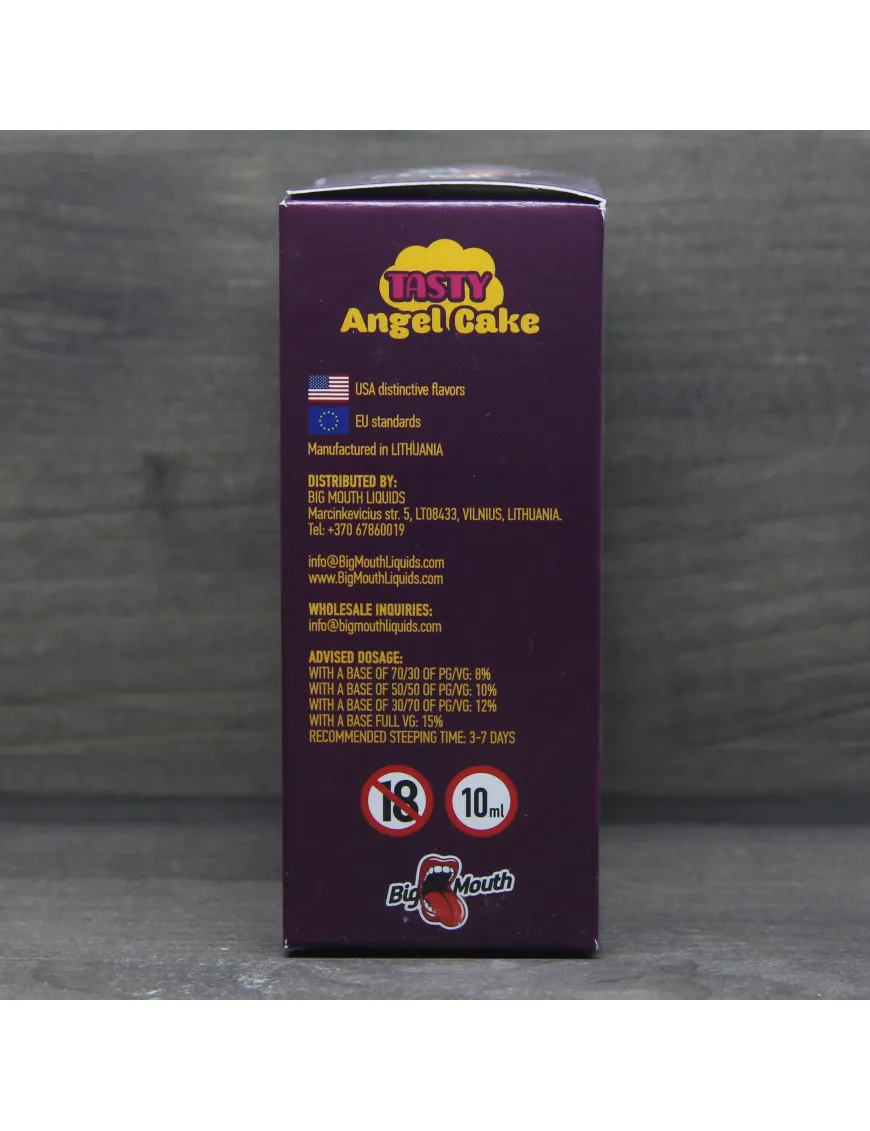 TASTY
Angel Cake
USA distinctive flavors
EU standards
Manufactured in LITHUANIA
DISTRIBUTED BY:
BIG MOUTH LIQUIDS
Marcinkevicius str. 5, LT08433, VILNIUS, LITHUANIA.
Tel: +370 67860019
info@BigMouthLiquids.com
www.BigMouthLiquids.com
WHOLESALE INQUIRIES:
info@bigmouthliquids.com
ADVISED DOSAGE:
WITH A BASE OF 70/30 OF PG/VG: 8%
WITH A BASE OF 50/50 OF PG/VG: 10%
WITH A BASE OF 30/70 OF PG/VG: 12%
WITH A BASE FULL VG: 15%
RECOMMENDED STEEPING TIME: 3-7 DAYS
18 10ml
Big Mouth